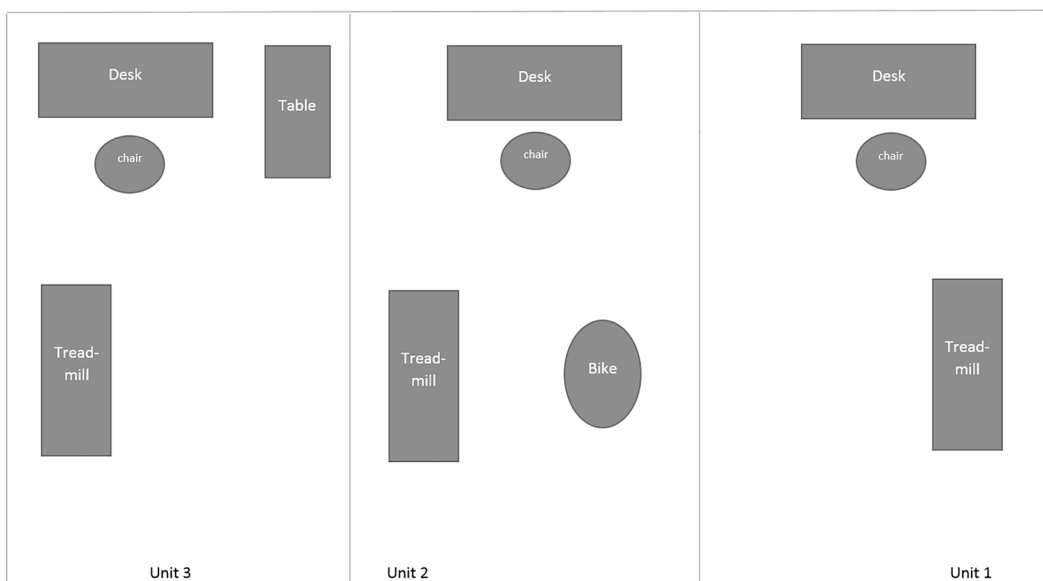 Desk
Table
chair
Tread-
mill
Unit 3
Desk
chair
Tread-
mill
Bike
Unit 2
Desk
chair
Tread-
mill
Unit 1